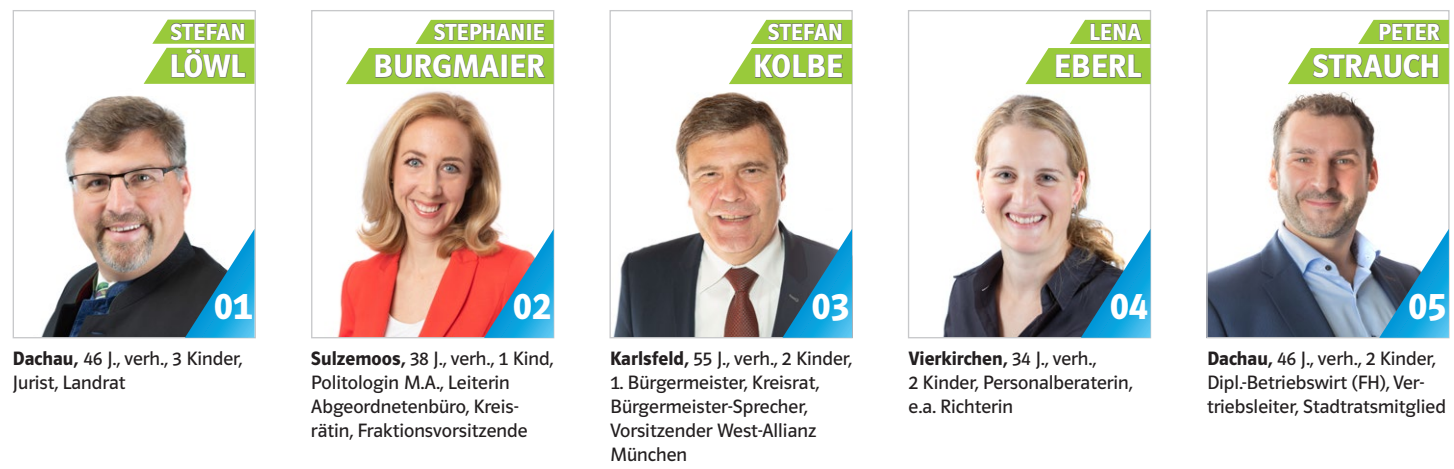 STEFAN
LÖWL
01
Dachau, 46 J., verh., 3 Kinder,
Jurist, Landrat
STEPHANIE
BURGMAIER
02
Sulzemoos, 38 J., verh., 1 Kind,
Politologin M.A., Leiterin
Abgeordnetenbüro, Kreis-
rätin, Fraktionsvorsitzende
STEFAN
KOLBE
03
Karlsfeld, 55 J., verh., 2 Kinder,
1. Bürgermeister, Kreisrat,
Bürgermeister-Sprecher,
Vorsitzender West-Allianz
München
LENA
EBERL
04
Vierkirchen, 34 J., verh.,
2 Kinder, Personalberaterin,
e.a. Richterin
PETER
STRAUCH
05
Dachau, 46 J., verh., 2 Kinder,
Dipl.-Betriebswirt (FH), Ver-
triebsleiter, Stadtratsmitglied